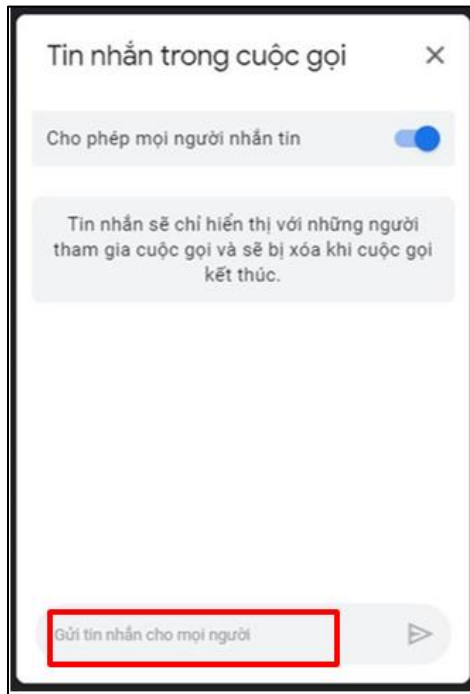 Tin nhắn trong cuộc gọi
Cho phép mọi người nhắn tin
Tin nhắn sẽ chỉ hiển thị với những người
tham gia cuộc gọi và sẽ bị xóa khi cuộc gọi
kết thúc.
Gửi tin nhắn cho mọi người